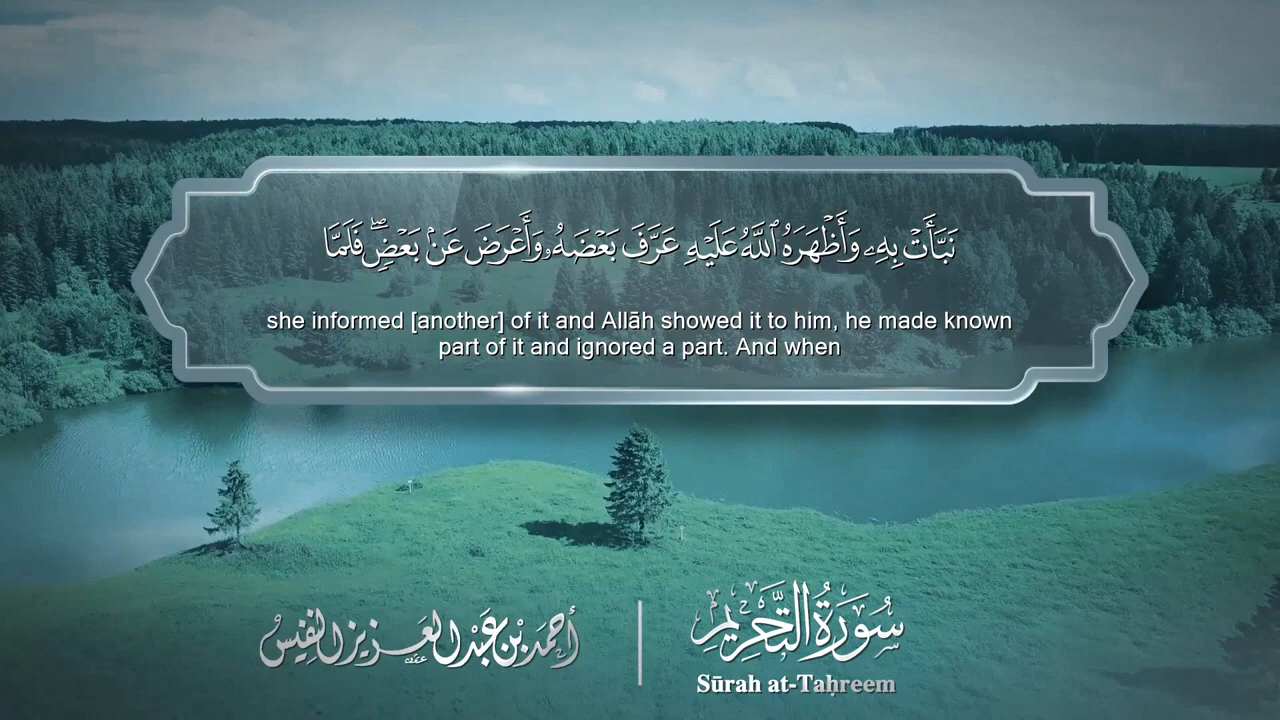 نَبَّأَتْ بِهِۦ وَأَظْهَرَهُ ٱللَّهُ عَلَيْهِ عَرَّفَ بَعْضَهُۥ وَأَعْرَضَ عَنۢ بَعْضٍۖ فَلَمَّا
she informed [another] of it and Allāh showed it to him, he made known
part of it and ignored a part. And when
سُورَةُ التَّحْرِيمِ
Sūrah at-Taḥreem
أحمد بن عبد العزيز النفيس